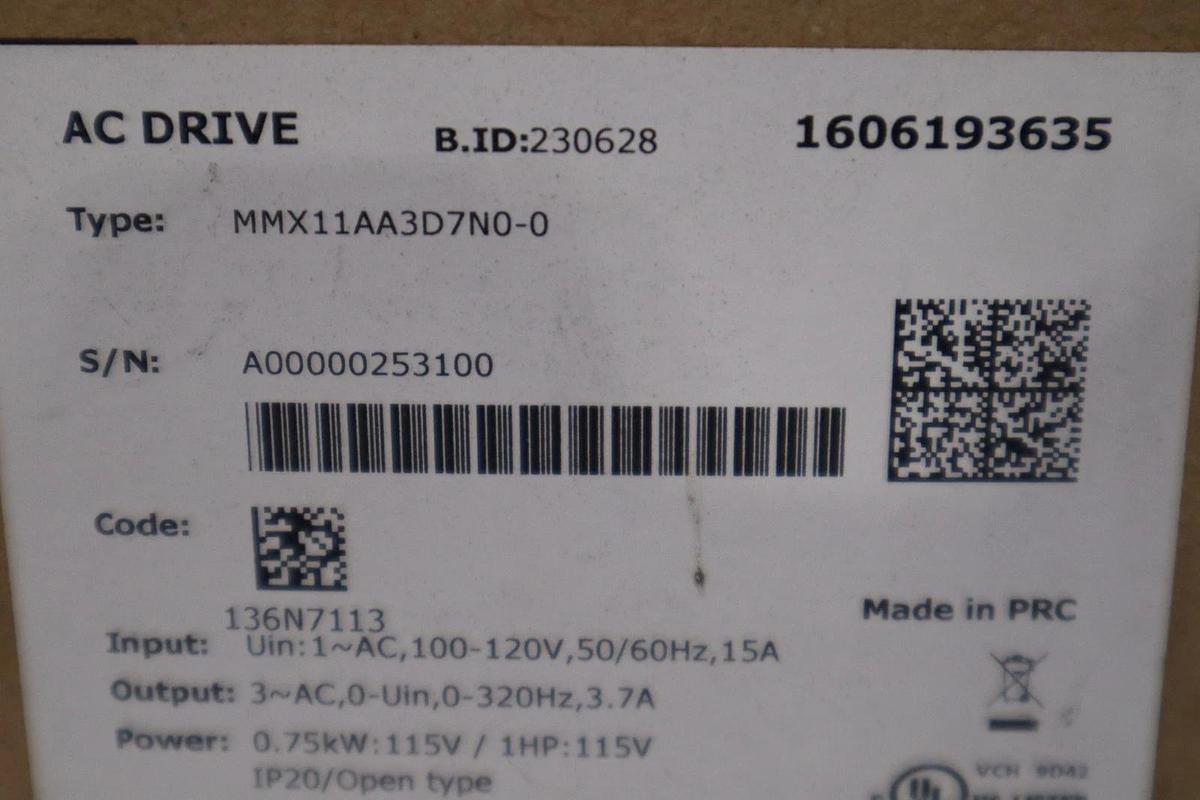 AC DRIVE B.ID:230628 1606193635
Type: MMX11AA3D7N0-0
S/N: A00000253100
Code:
136N7113
Made in PRC
Input: Uin:1~AC,100-120V,50/60Hz,15A
Output: 3~AC,0-Uin,0-320Hz,3.7A
Power: 0.75kW:115V / 1HP:115V
IP20/Open type
UL